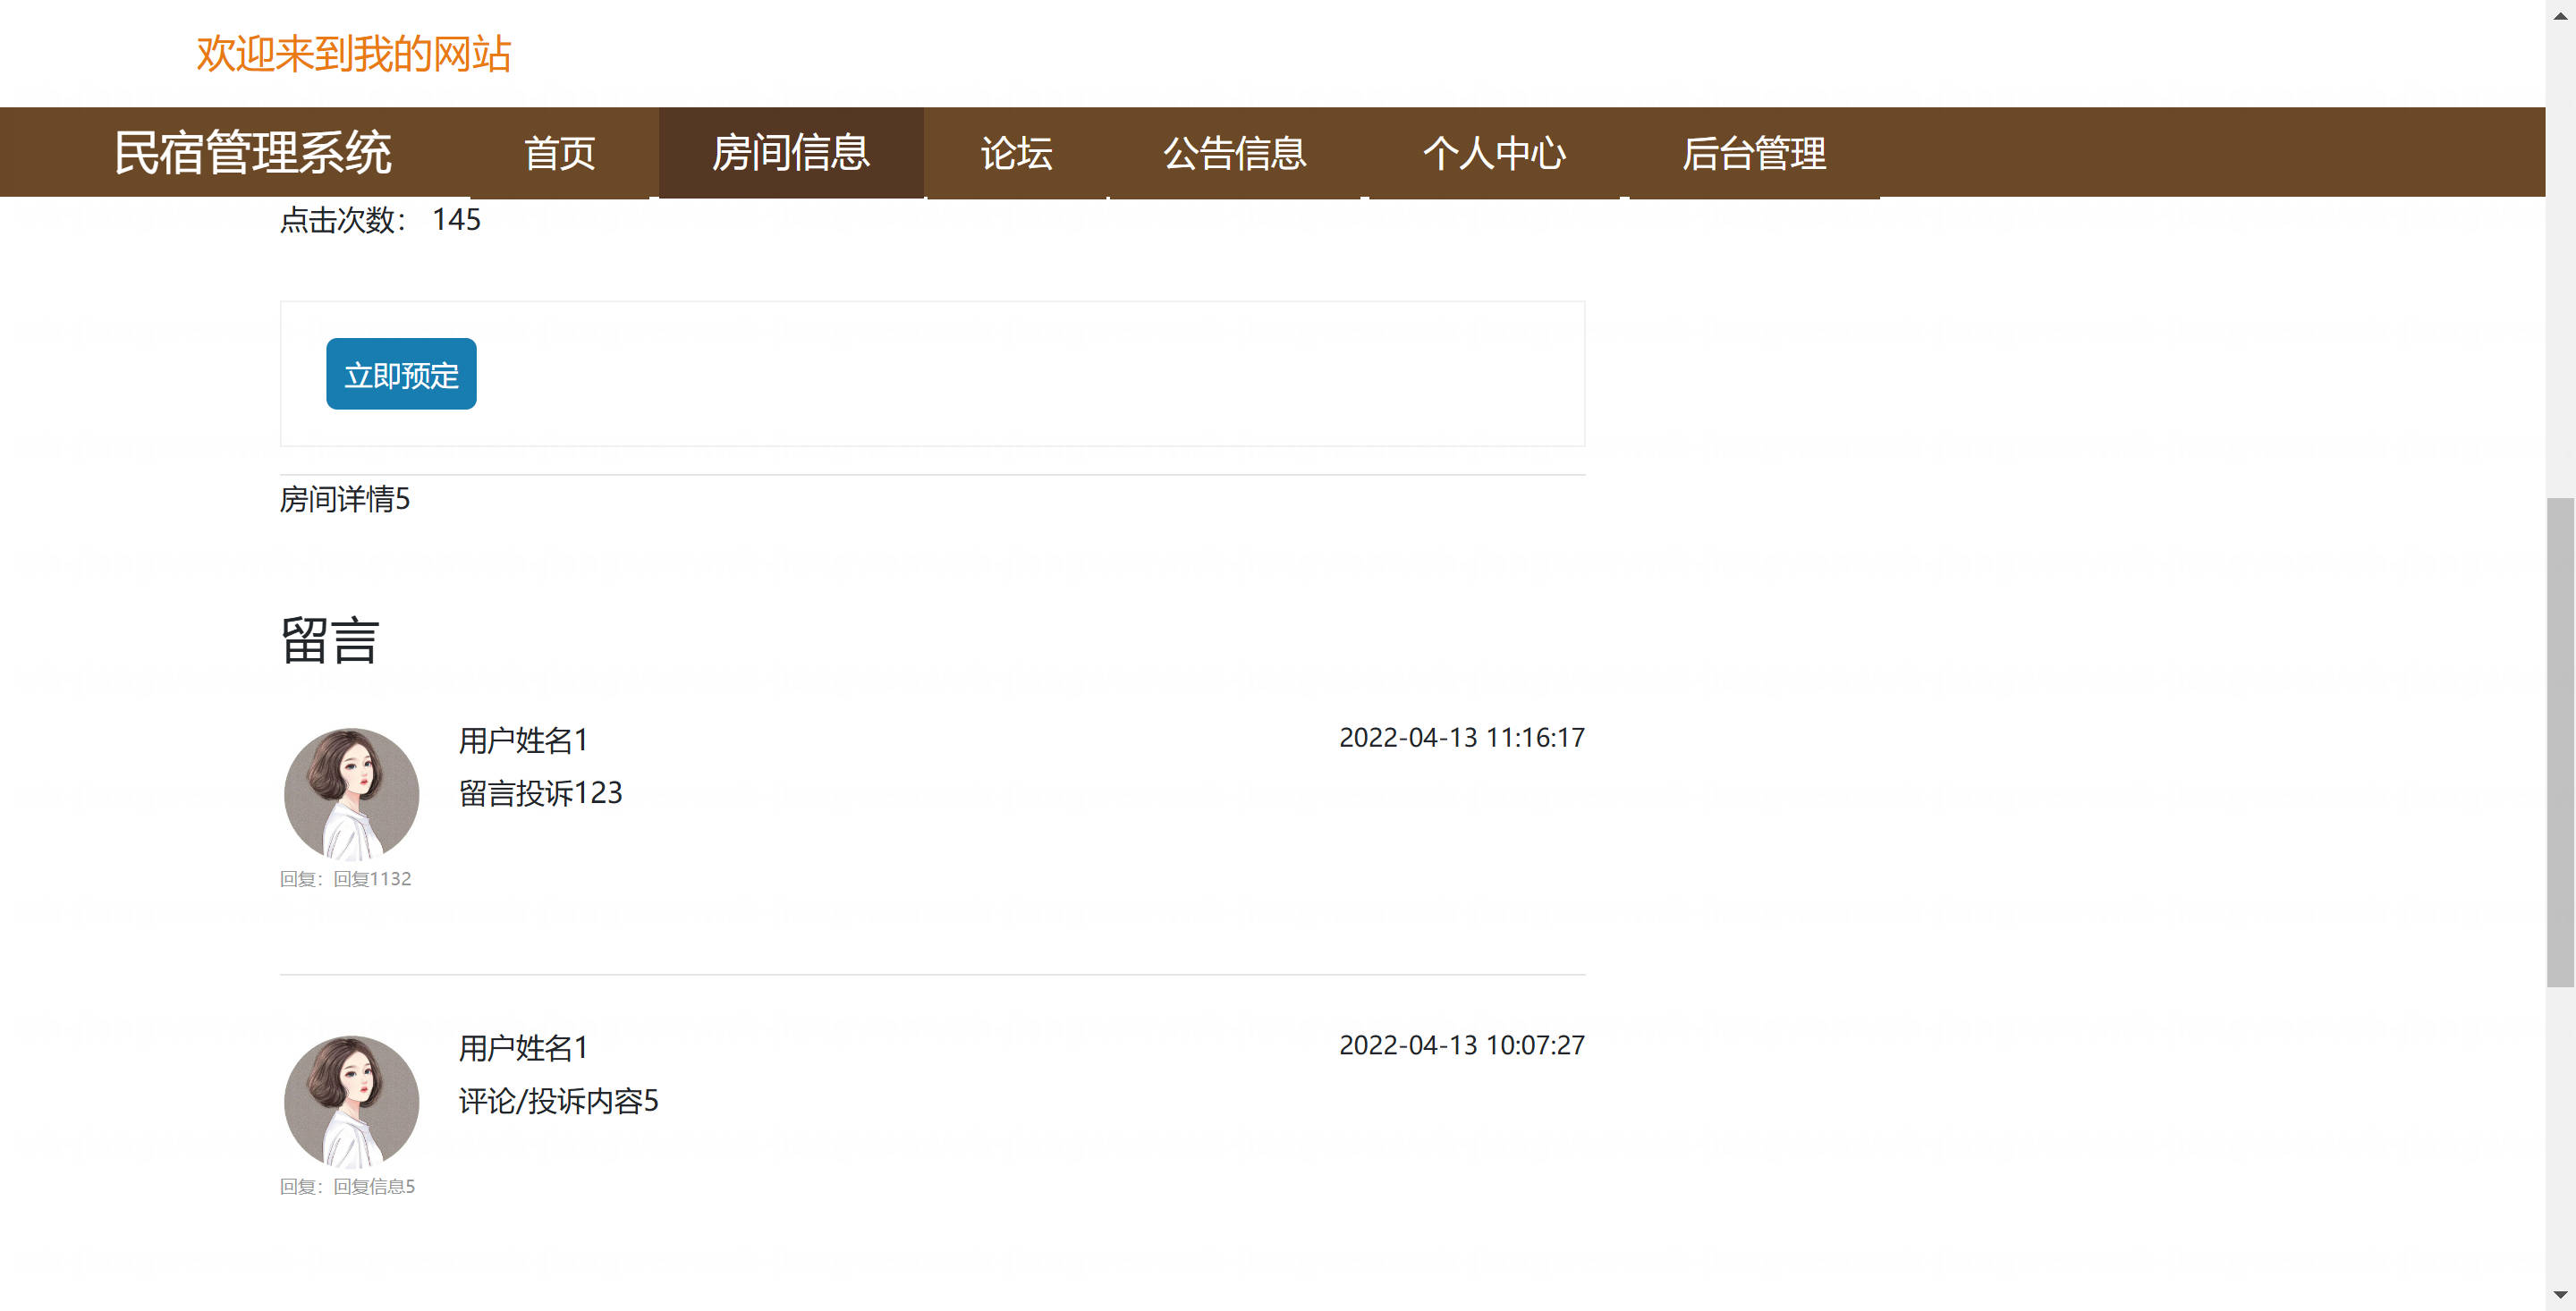 欢迎来到我的网站
民宿管理系统 首页 房间信息 论坛 公告信息 个人中心 后台管理
点击次数： 145
立即预定
房间详情5
留言
用户姓名1 2022-04-13 11:16:17
留言投诉123
回复：回复1132
用户姓名1 2022-04-13 10:07:27
评论/投诉内容5
回复：回复信息5